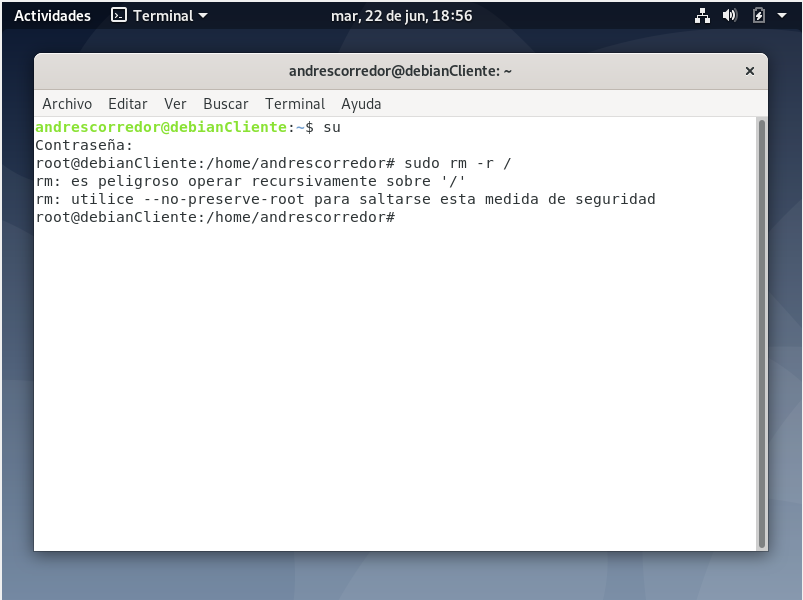 Actividades Terminal mar, 22 de jun, 18:56
andrescorredor@debianCliente: ~
Archivo Editar Ver Buscar Terminal Ayuda
andrescorredor@debianCliente:~$ su
Contraseña:
root@debianCliente:/home/andrescorredor# sudo rm -r /
rm: es peligroso operar recursivamente sobre '/'
rm: utilice --no-preserve-root para saltarse esta medida de seguridad
root@debianCliente:/home/andrescorredor#